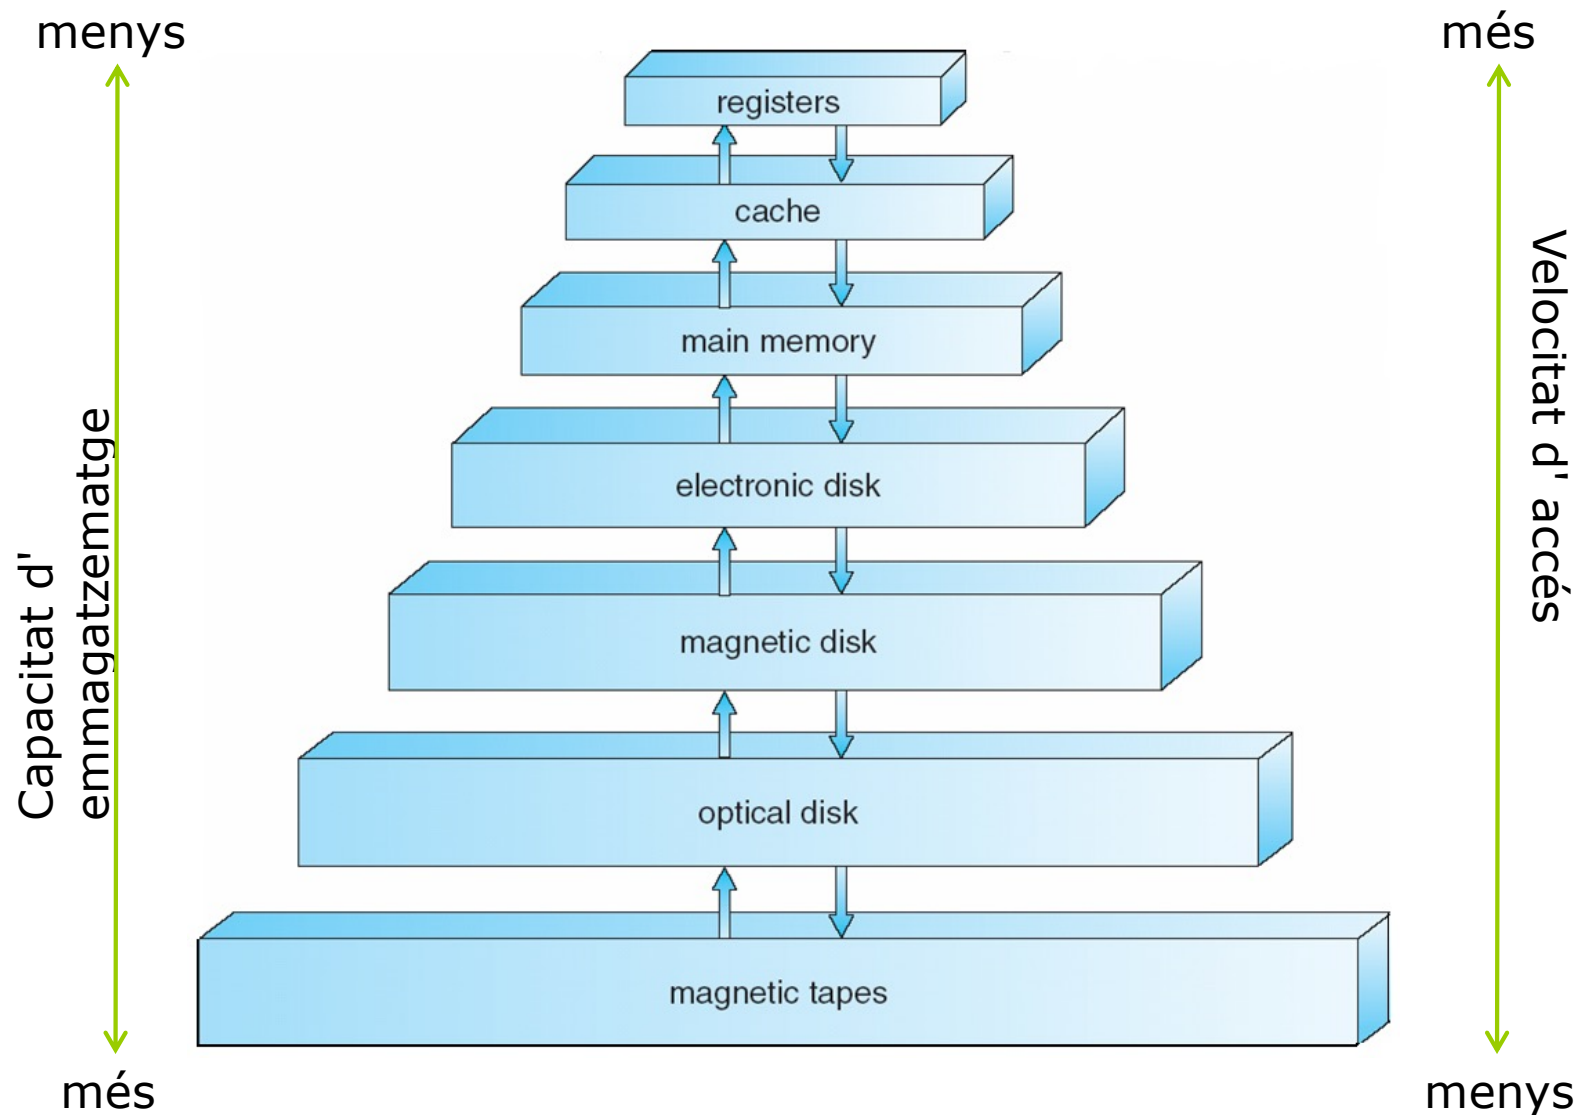 menys
més
registers
cache
main memory
electronic disk
magnetic disk
optical disk
magnetic tapes
Capacitat d'
emmagatzematge
Velocitat d' accés
més
menys